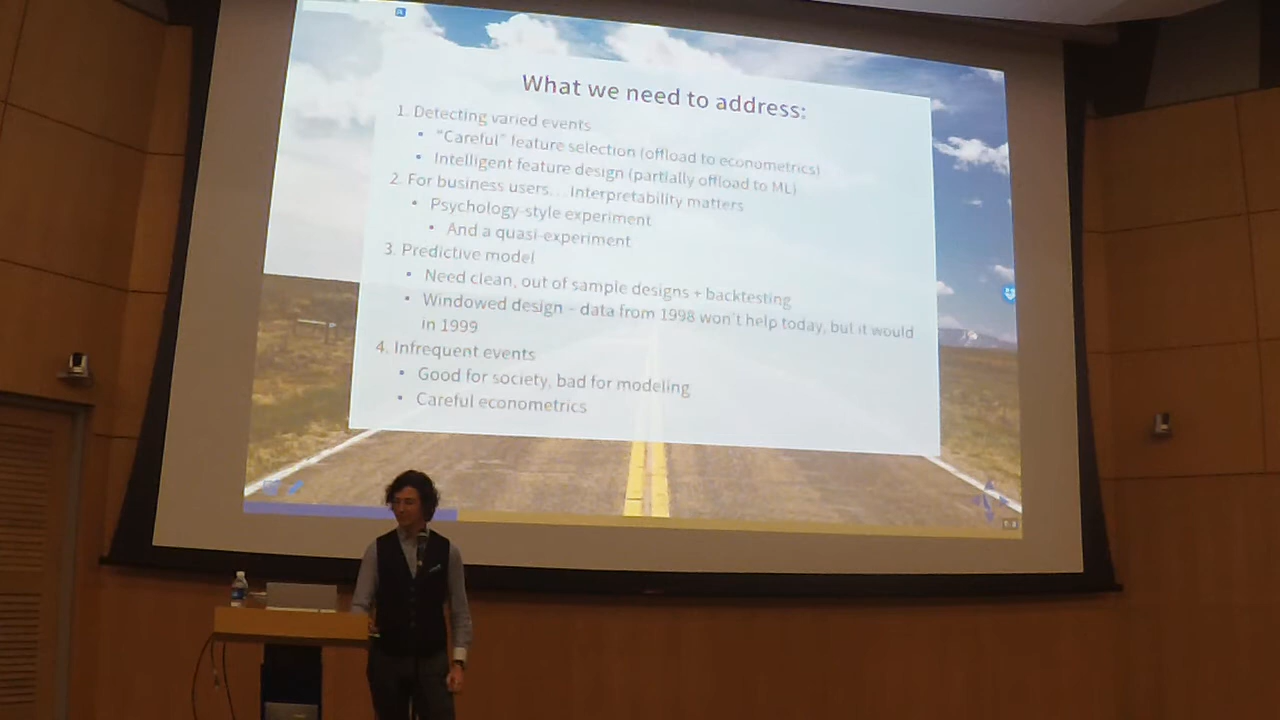 What we need to address:
1. Detecting varied events
• "Careful" feature selection (offload to econometrics)
• Intelligent feature design (partially offload to ML)
2. For business users... Interpretability matters
• Psychology-style experiment
• And a quasi-experiment
3. Predictive model
• Need clean, out of sample designs + backtesting
• Windowed design – data from 1998 won't help today, but it would
in 1999
4. Infrequent events
• Good for society, bad for modeling
• Careful econometrics